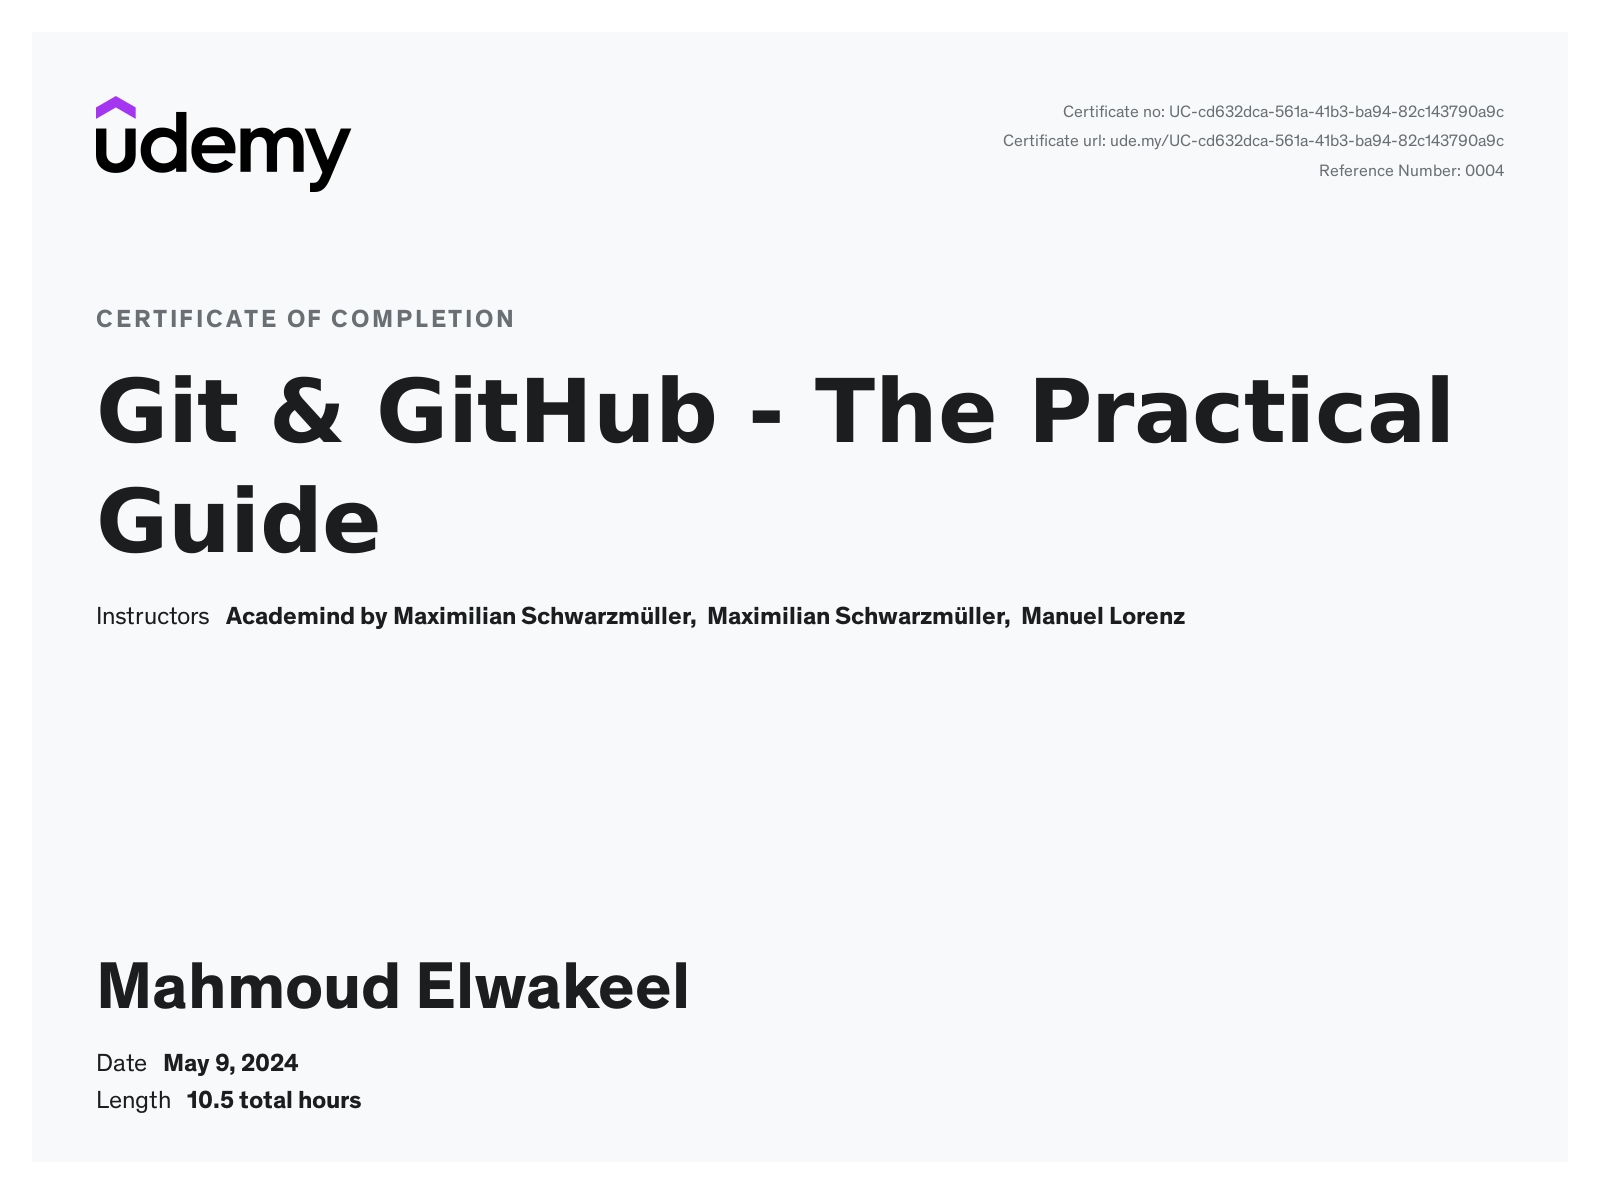 udemy
Certificate no: UC-cd632dca-561a-41b3-ba94-82c143790a9c
Certificate url: ude.my/UC-cd632dca-561a-41b3-ba94-82c143790a9c
Reference Number: 0004
CERTIFICATE OF COMPLETION
Git & GitHub - The Practical
Guide
Instructors Academind by Maximilian Schwarzmüller, Maximilian Schwarzmüller, Manuel Lorenz
Mahmoud Elwakeel
Date May 9, 2024
Length 10.5 total hours